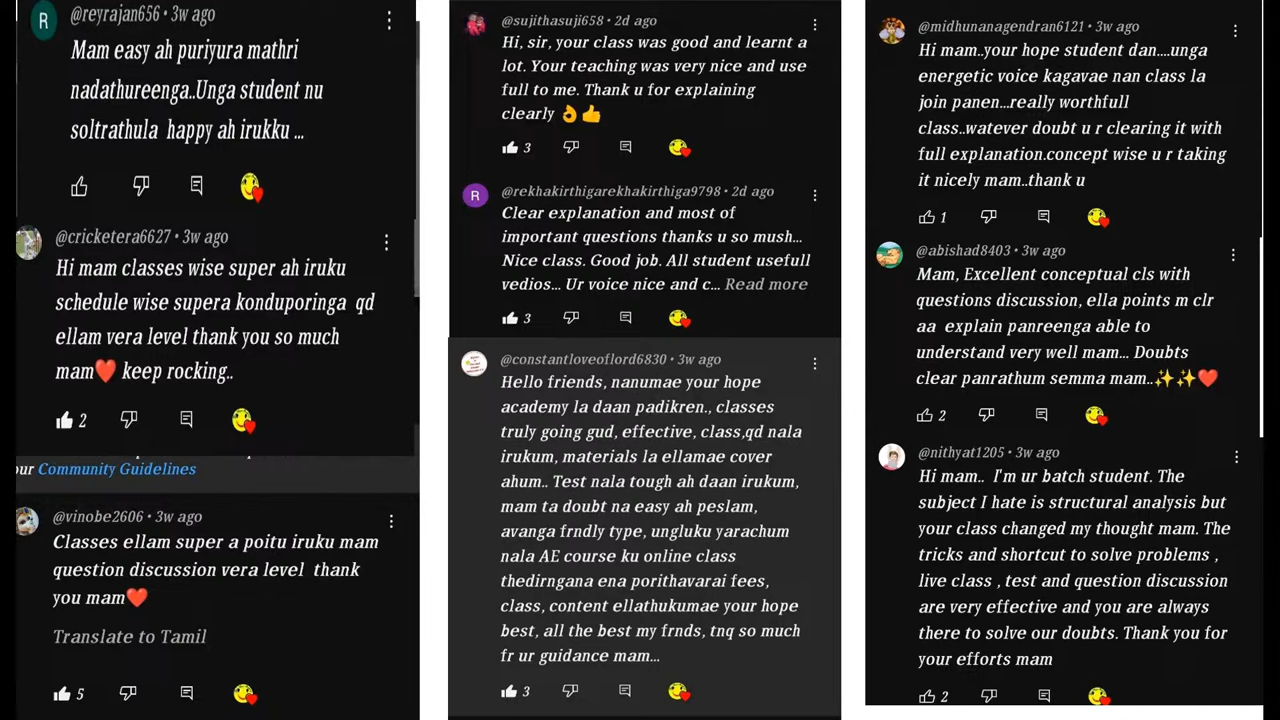 @reyrajan656 • 3w ago
Mam easy ah puriyura mathri
nadathureenga..Unga student nu
soltrathula happy ah irukku ...
@cricketera6627 • 3w ago
Hi mam classes wise super ah iruku
schedule wise supera konduporinga qd
ellam vera level thank you so much
mam❤️ keep rocking..
2
our Community Guidelines
@vinobe2606 • 3w ago
Classes ellam super a poitu iruku mam
question discussion vera level thank
you mam❤️
Translate to Tamil
5
@sujithasuji658 • 2d ago
Hi, sir, your class was good and learnt a
lot. Your teaching was very nice and use
full to me. Thank u for explaining
clearly 👌👍
3
@rekhakirthigarekhakirthiga9798 • 2d ago
Clear explanation and most of
important questions thanks u so mush...
Nice class. Good job. All student usefull
vedios... Ur voice nice and c... Read more
3
@constantloveoflord6830 • 3w ago
Hello friends, nanumae your hope
academy la daan padikren., classes
truly going gud, effective, class,qd nala
irukum, materials la ellamae cover
ahum.. Test nala tough ah daan irukum,
mam ta doubt na easy ah peslam,
avanga frndly type, ungluku yarachum
nala AE course ku online class
thedirngana ena porithavarai fees,
class, content ellathukumae your hope
best, all the best my frnds, tnq so much
fr ur guidance mam...
3
@midhunanagendran6121 • 3w ago
Hi mam..your hope student dan....unga
energetic voice kagavae nan class la
join panen...really worthfull
class..watever doubt u r clearing it with
full explanation.concept wise u r taking
it nicely mam..thank u
1
@abishad8403 • 3w ago
Mam, Excellent conceptual cls with
questions discussion, ella points m clr
aa explain panreenga able to
understand very well mam... Doubts
clear panrathum semma mam..✨✨❤️
2
@nithyat1205 • 3w ago
Hi mam.. I'm ur batch student. The
subject I hate is structural analysis but
your class changed my thought mam. The
tricks and shortcut to solve problems ,
live class , test and question discussion
are very effective and you are always
there to solve our doubts. Thank you for
your efforts mam
2